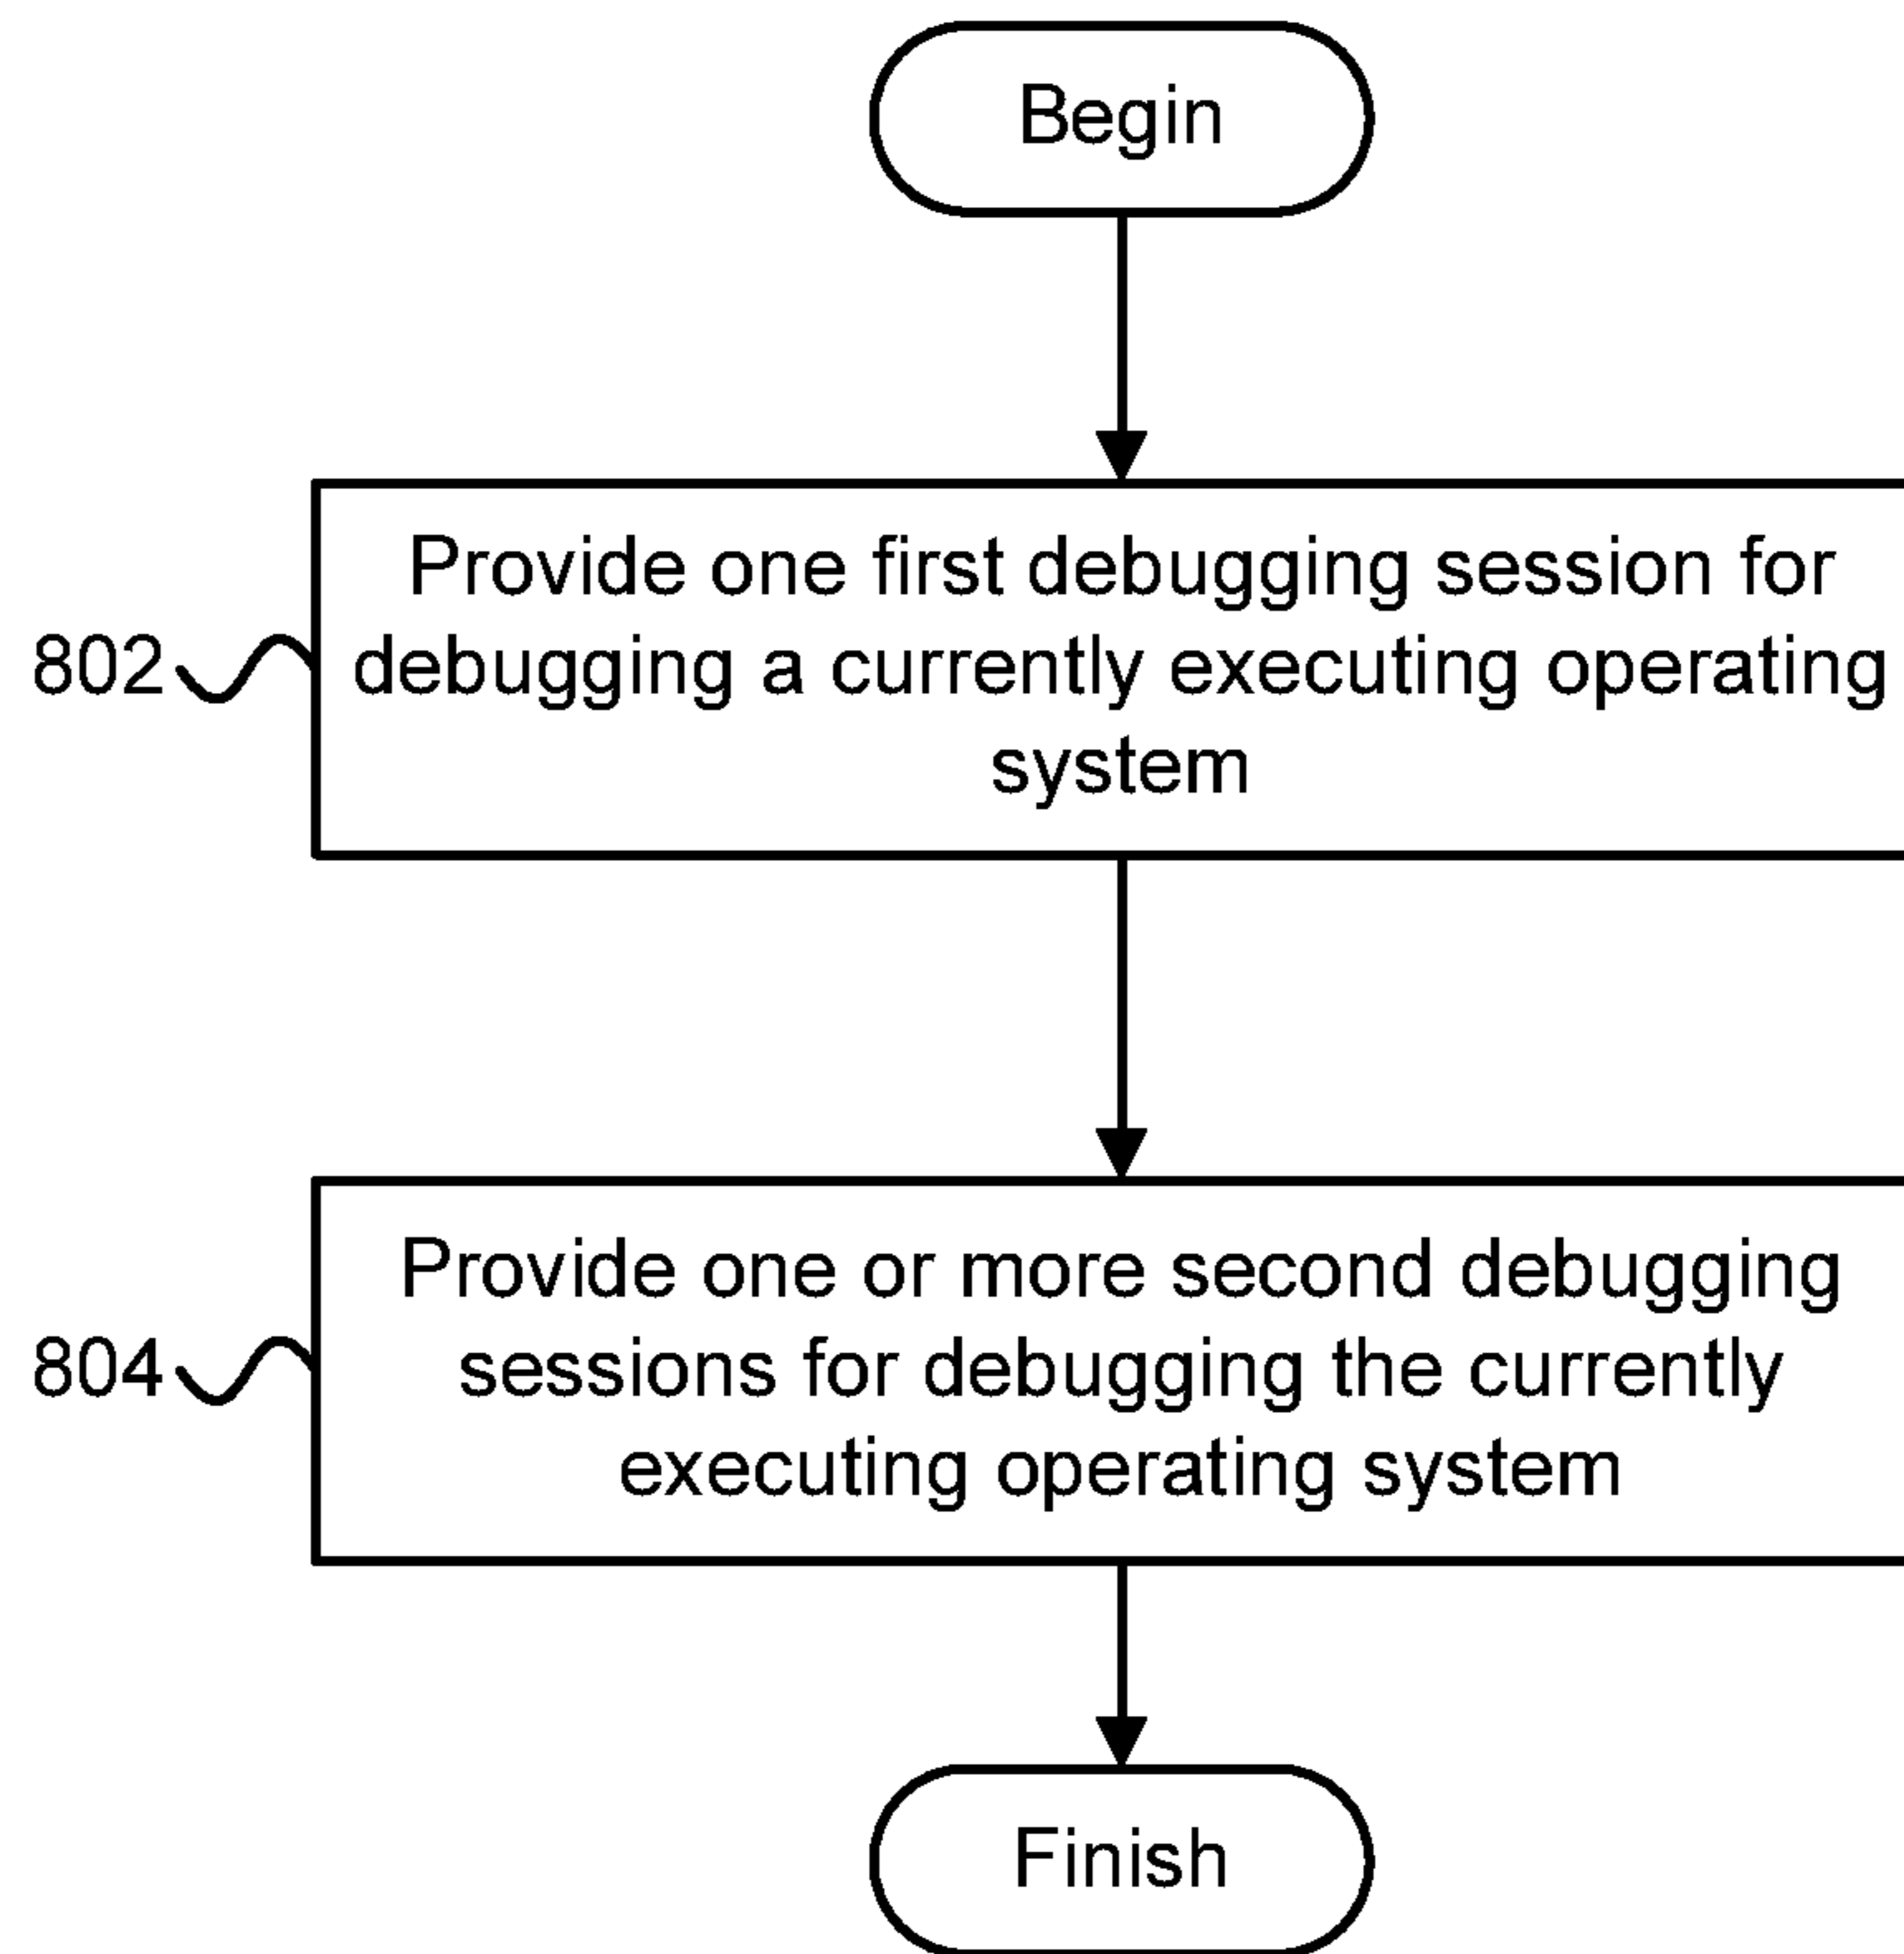 Begin
Provide one first debugging session for
802
debugging a currently executing operating
system
Provide one or more second debugging
804
sessions for debugging the currently
executing operating system
Finish